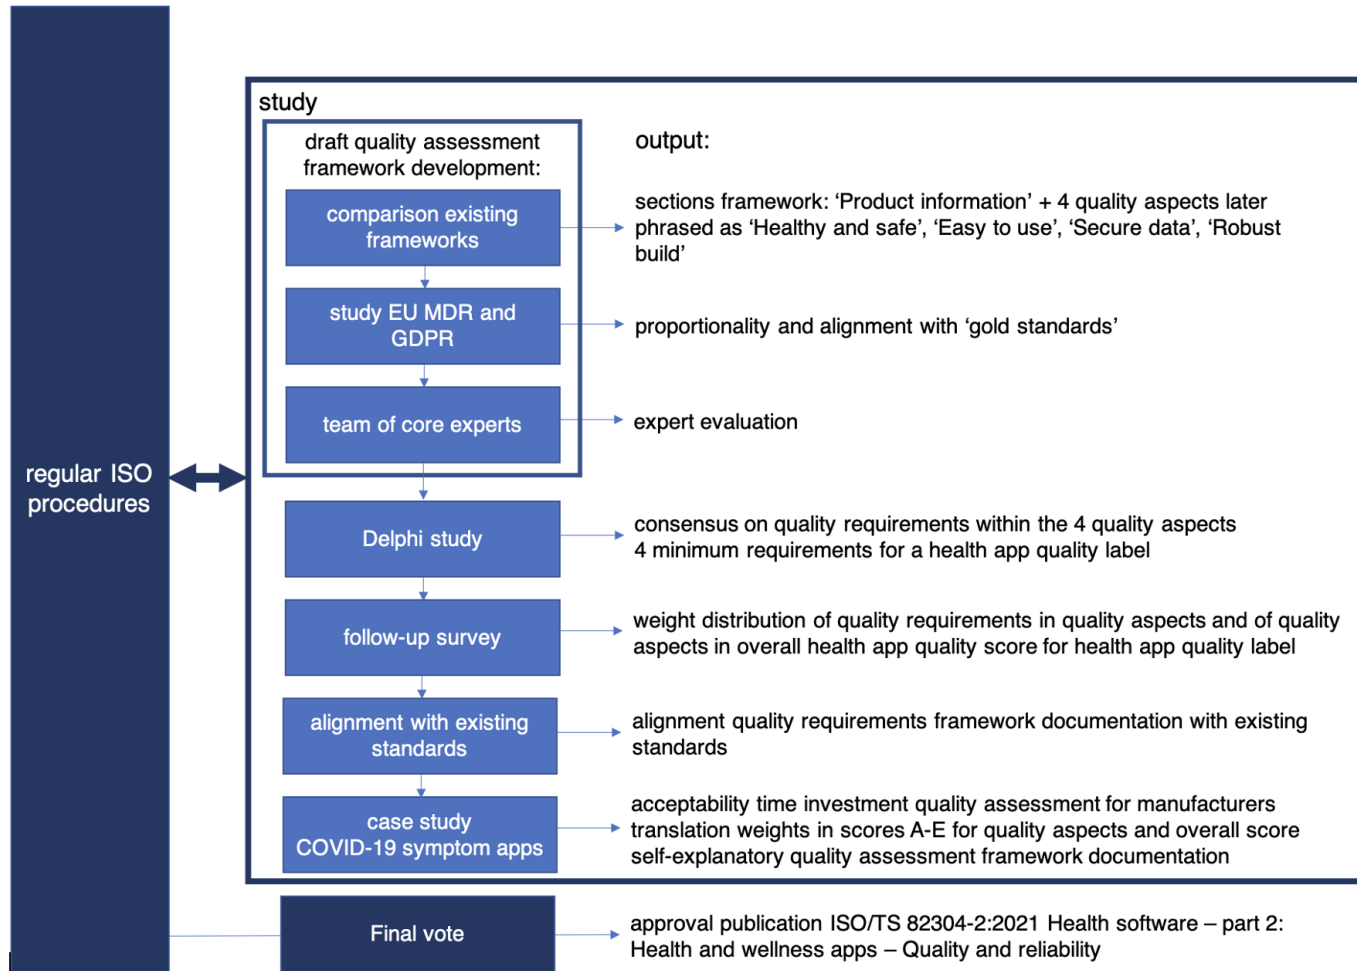 regular ISO
procedures
study
draft quality assessment
framework development:
output:
comparison existing
frameworks
sections framework: ‘Product information’ + 4 quality aspects later
phrased as ‘Healthy and safe’, ‘Easy to use’, ‘Secure data’, ‘Robust
build’
study EU MDR and
GDPR
proportionality and alignment with ‘gold standards’
team of core experts
expert evaluation
Delphi study
consensus on quality requirements within the 4 quality aspects
4 minimum requirements for a health app quality label
follow-up survey
weight distribution of quality requirements in quality aspects and of quality
aspects in overall health app quality score for health app quality label
alignment with existing
standards
alignment quality requirements framework documentation with existing
standards
case study
COVID-19 symptom apps
acceptability time investment quality assessment for manufacturers
translation weights in scores A-E for quality aspects and overall score
self-explanatory quality assessment framework documentation
Final vote
approval publication ISO/TS 82304-2:2021 Health software – part 2:
Health and wellness apps – Quality and reliability